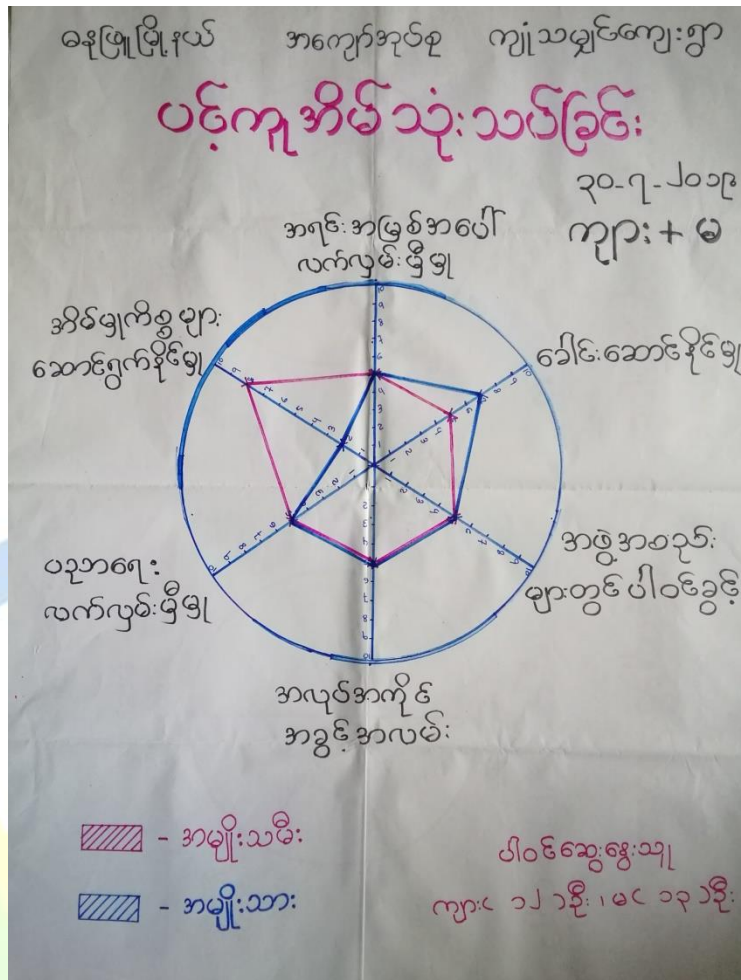 ဓနုဖြူမြို့နယ် အကျော်အုပ်စု ကျုံသမျှင်ကျေးရွာ
ပင့်ကူအိမ်သုံးသပ်ခြင်း
၃၀-၇-၂၀၁၉
ကျား + မ
အရင်းအမြစ်အပေါ်
လက်လှမ်းမှီမှု
အိမ်မှုကိစ္စများ
ဆောင်ရွက်နိုင်မှု
ခေါင်းဆောင်နိုင်မှု
ပညာရေး
လက်လှမ်းမှီမှု
အဖွဲ့အစည်း
များတွင်ပါဝင်ခွင့်
အလုပ်အကိုင်
အခွင့်အလမ်း
- အမျိုးသမီး
- အမျိုးသား
ပါဝင်ဆွေးနွေးသူ
ကျား( ၁၂ )ဦး ၊ မ( ၁၃ )ဦး